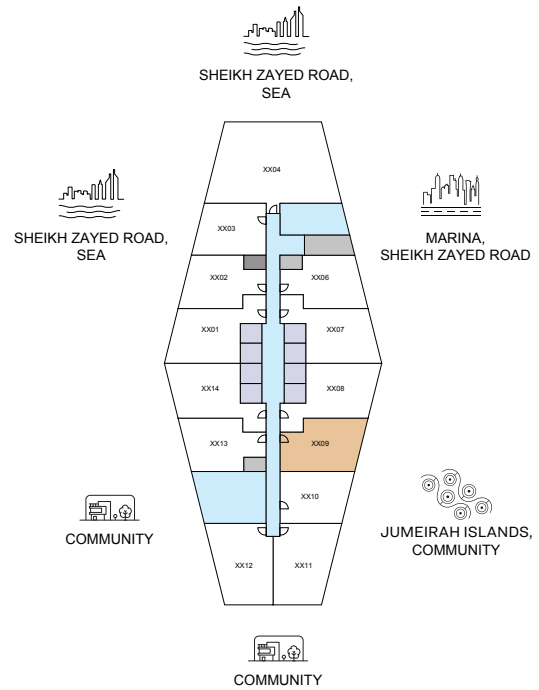 SHEIKH ZAYED ROAD,
SEA
XX04
SHEIKH ZAYED ROAD,
SEA
XX03
MARINA,
SHEIKH ZAYED ROAD
XX02
XX06
XX01
XX07
XX14
XX08
XX13
XX09
XX10
COMMUNITY
JUMEIRAH ISLANDS,
COMMUNITY
XX12
XX11
COMMUNITY